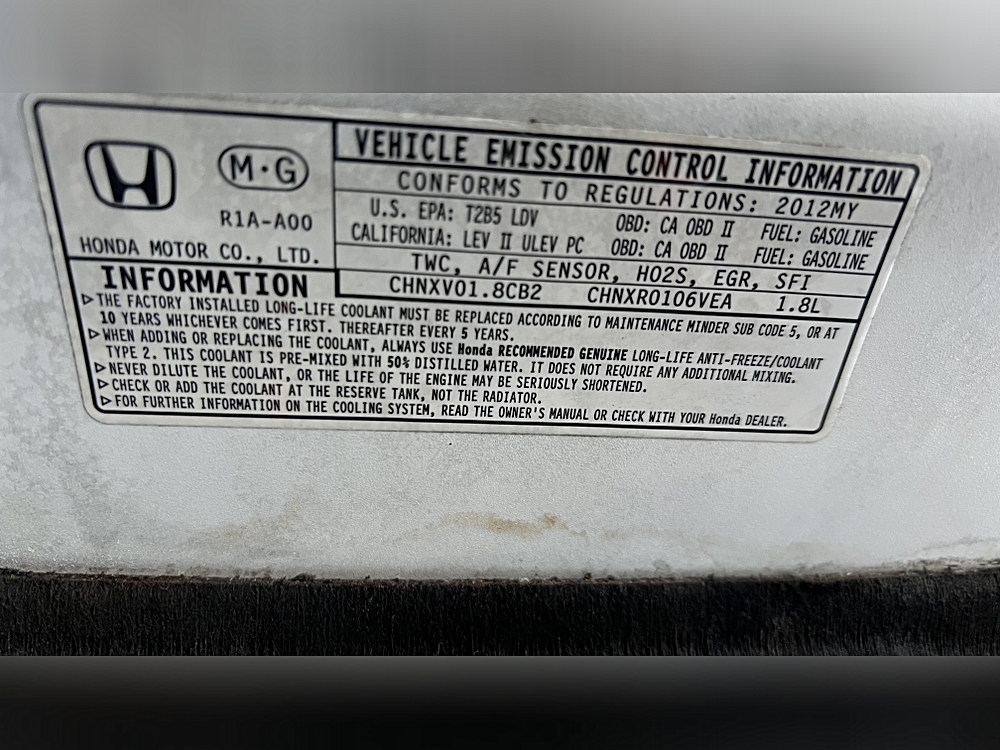 M·G
R1A-A00
HONDA MOTOR CO., LTD.
VEHICLE EMISSION CONTROL INFORMATION
CONFORMS TO REGULATIONS: 2012MY
U.S. EPA: T2B5 LDV OBD: CA OBD II FUEL: GASOLINE
CALIFORNIA: LEV II ULEV PC OBD: CA OBD II FUEL: GASOLINE
TWC, A/F SENSOR, HO2S, EGR, SFI
CHNXV01.8CB2 CHNXR0106VEA 1.8L
INFORMATION
▷THE FACTORY INSTALLED LONG-LIFE COOLANT MUST BE REPLACED ACCORDING TO MAINTENANCE MINDER SUB CODE 5, OR AT
10 YEARS WHICHEVER COMES FIRST. THEREAFTER EVERY 5 YEARS.
▷WHEN ADDING OR REPLACING THE COOLANT, ALWAYS USE Honda RECOMMENDED GENUINE LONG-LIFE ANTI-FREEZE/COOLANT
TYPE 2. THIS COOLANT IS PRE-MIXED WITH 50% DISTILLED WATER. IT DOES NOT REQUIRE ANY ADDITIONAL MIXING.
▷NEVER DILUTE THE COOLANT, OR THE LIFE OF THE ENGINE MAY BE SERIOUSLY SHORTENED.
▷CHECK OR ADD THE COOLANT AT THE RESERVE TANK, NOT THE RADIATOR.
▷FOR FURTHER INFORMATION ON THE COOLING SYSTEM, READ THE OWNER'S MANUAL OR CHECK WITH YOUR Honda DEALER.